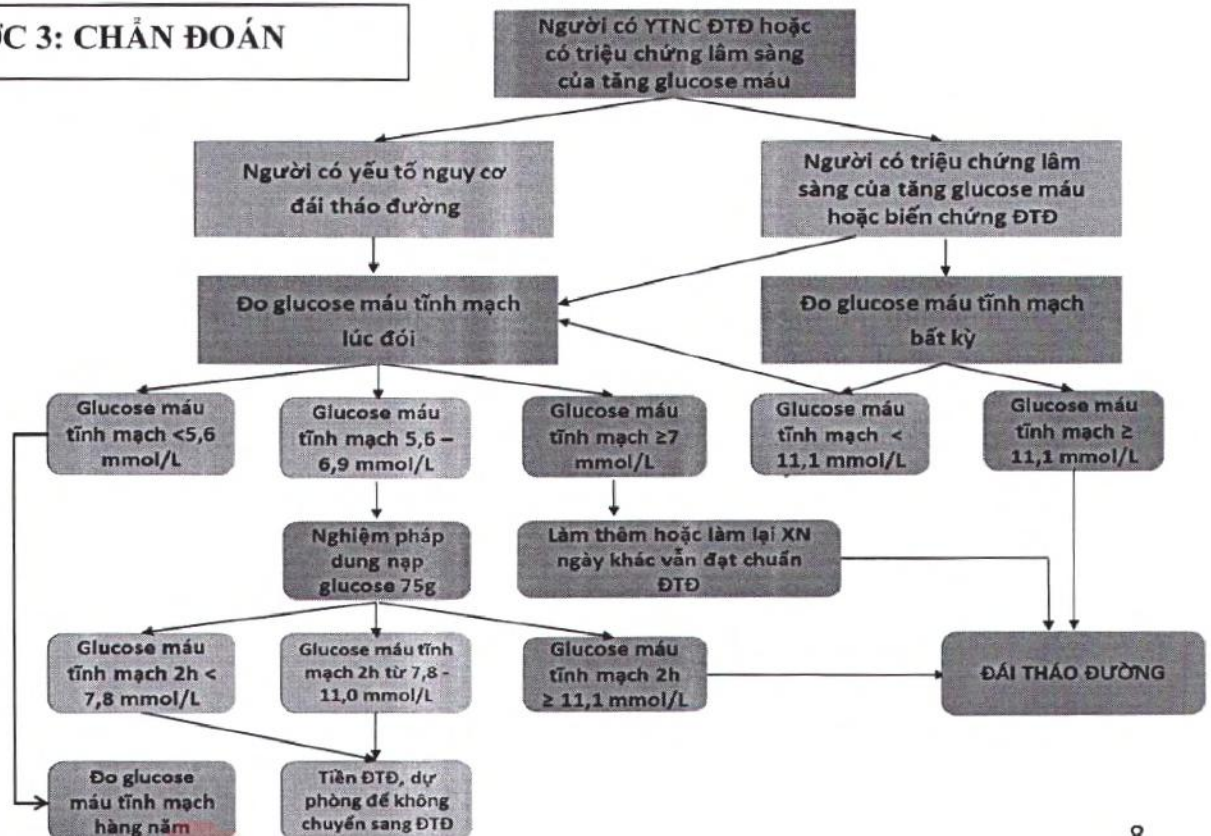 ỚC 3: CHẨN ĐOÁN
Người có YTNC ĐTĐ hoặc
có triệu chứng lâm sàng
của tăng glucose máu
Người có yếu tố nguy cơ
đái tháo đường
Người có triệu chứng lâm
sàng của tăng glucose máu
hoặc biến chứng ĐTĐ
Đo glucose máu tĩnh mạch
lúc đói
Đo glucose máu tĩnh mạch
bất kỳ
Glucose máu
tĩnh mạch <5,6
mmol/L
Glucose máu
tĩnh mạch 5,6 –
6,9 mmol/L
Glucose máu
tĩnh mạch ≥7
mmol/L
Glucose máu
tĩnh mạch <
11,1 mmol/L
Glucose máu
tĩnh mạch ≥
11,1 mmol/L
Nghiệm pháp
dung nạp
glucose 75g
Làm thêm hoặc làm lại XN
ngày khác vẫn đạt chuẩn
ĐTĐ
Glucose máu
tĩnh mạch 2h <
7,8 mmol/L
Glucose máu tĩnh
mạch 2h từ 7,8 -
11,0 mmol/L
Glucose máu
tĩnh mạch 2h
≥ 11,1 mmol/L
ĐÁI THÁO ĐƯỜNG
Đo glucose
máu tĩnh mạch
hàng năm
Tiền ĐTĐ, dự
phòng để không
chuyển sang ĐTĐ